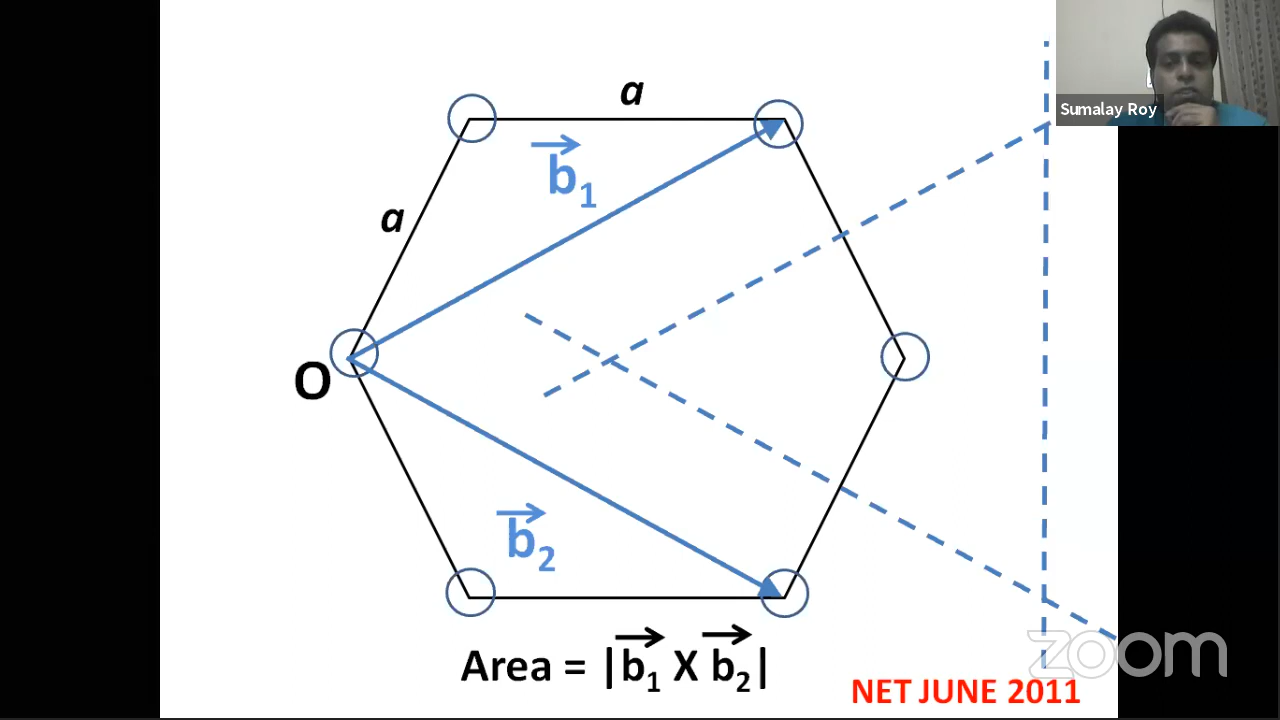 a
Sumalay Roy
b1
a
O
b2
Area = |b1 X b2|
zoom
NET JUNE 2011